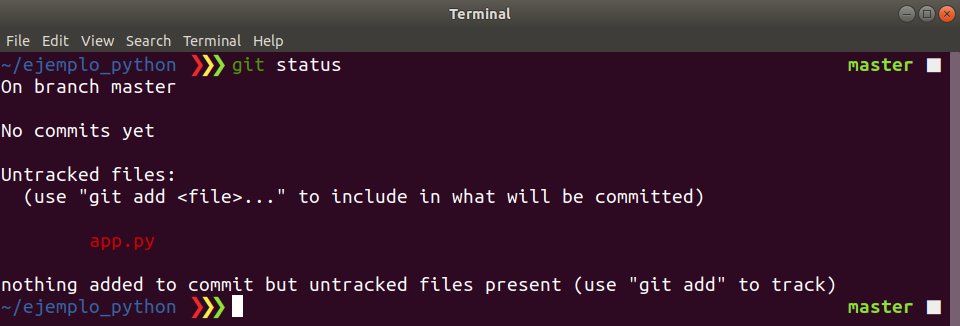 Terminal
File Edit View Search Terminal Help
~/ejemplo_python ❯❯❯ git status master
On branch master
No commits yet
Untracked files:
(use "git add <file>..." to include in what will be committed)
app.py
nothing added to commit but untracked files present (use "git add" to track)
~/ejemplo_python ❯❯❯ master